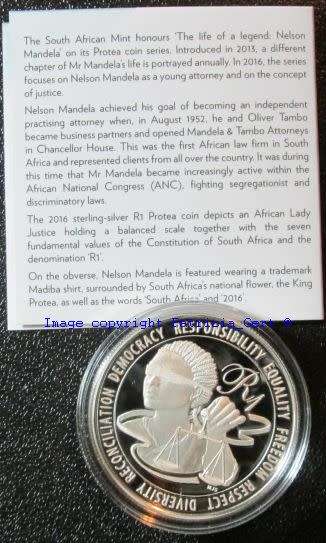 The South African Mint honours 'The life of a legend: Nelson
Mandela' on its Protea coin series. Introduced in 2013, a different
chapter of Mr Mandela's life is portrayed annually. In 2016, the series
focuses on Nelson Mandela as a young attorney and on the concept
of justice.
Nelson Mandela achieved his goal of becoming an independent
practising attorney when, in August 1952, he and Oliver Tambo
became business partners and opened Mandela & Tambo Attorneys
in Chancellor House. This was the first African law firm in South
Africa and represented clients from all over the country. It was during
this time that Mr Mandela became increasingly active within the
African National Congress (ANC), fighting segregationist and
discriminatory laws.
The 2016 sterling-silver R1 Protea coin depicts an African Lady
Justice holding a balanced scale together with the seven
fundamental values of the Constitution of South Africa and the
denomination 'R1'.
On the obverse, Nelson Mandela is featured wearing a trademark
Madiba shirt, surrounded by South Africa's national flower, the King
Protea, as well as the words 'South Africa' and '2016'
Image copyright
DIVERSITY RECONCILIATION DEMOCRACY RESPONSIBILITY EQUALITY FREEDOM RESPECT
R1